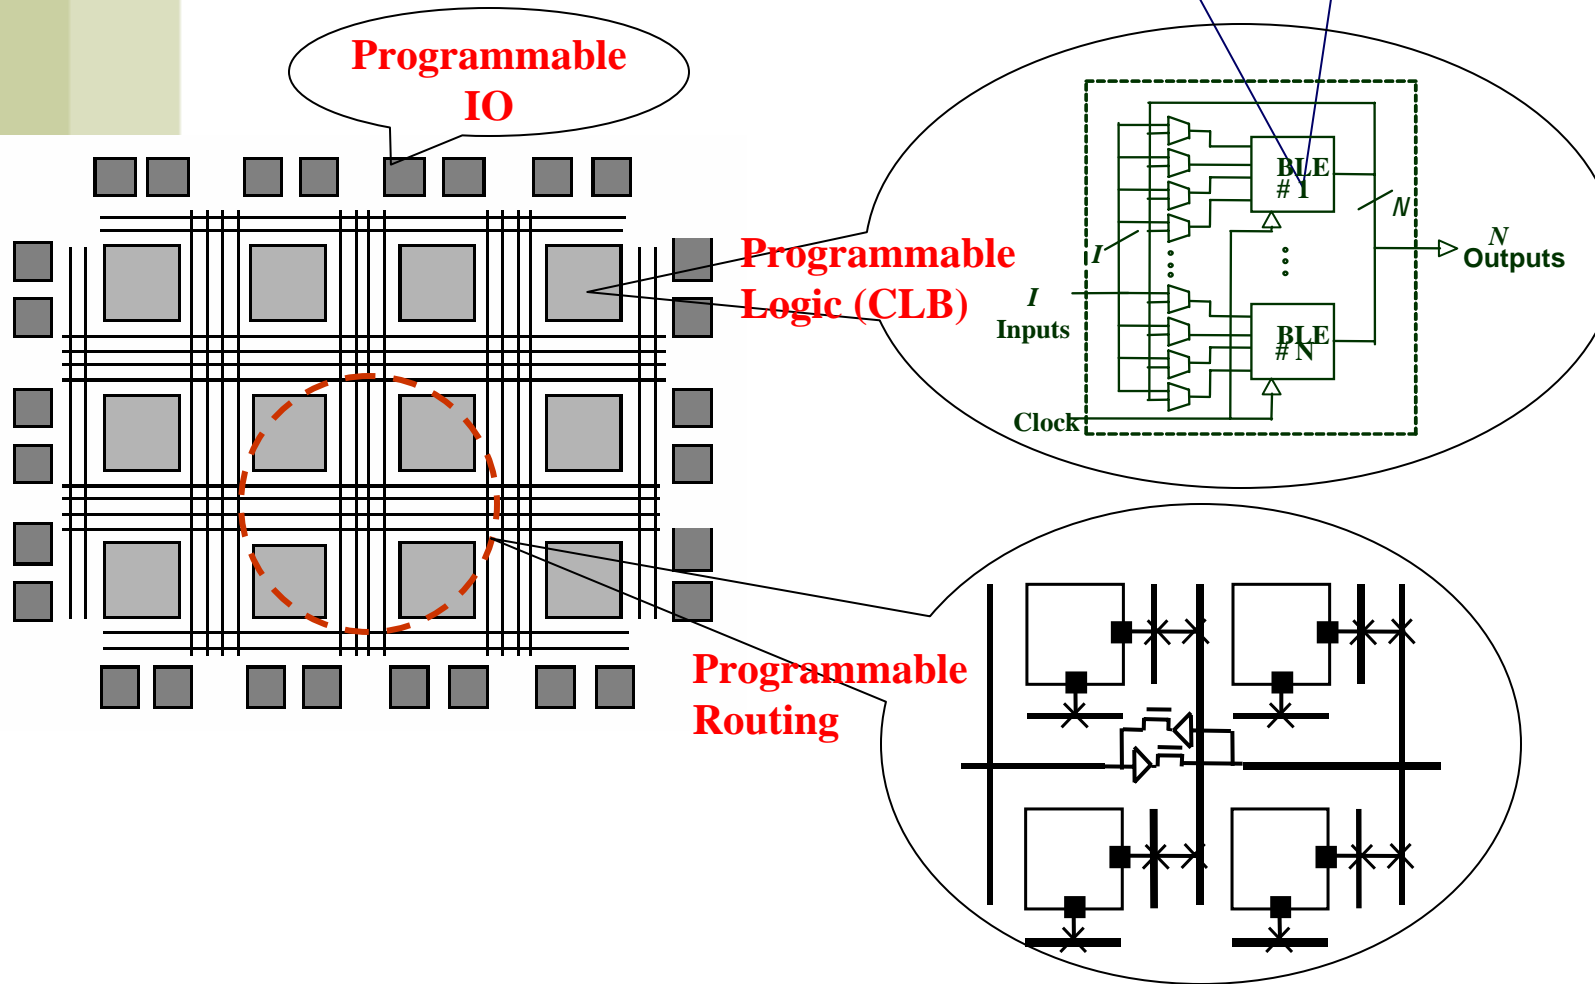 Programmable
IO
Programmable
Logic (CLB)
BLE
# 1
N
I
N
Outputs
I
Inputs
BLE
# N
Clock
Programmable
Routing